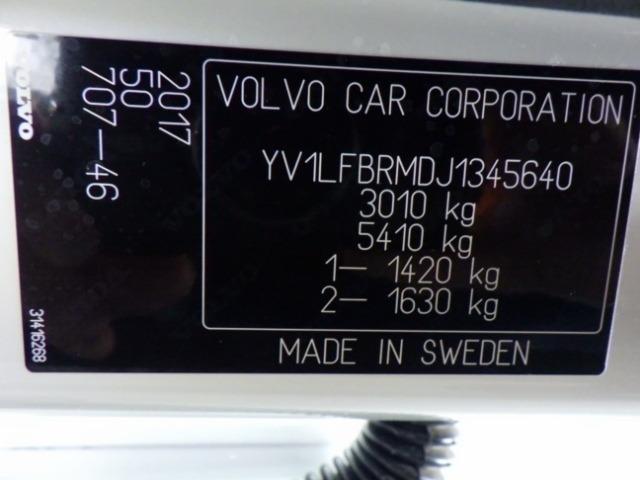 VOLVO
2017
50
707-46
31416268
VOLVO CAR CORPORATION
YV1LFBRMDJ1345640
3010 kg
5410 kg
1- 1420 kg
2- 1630 kg
MADE IN SWEDEN